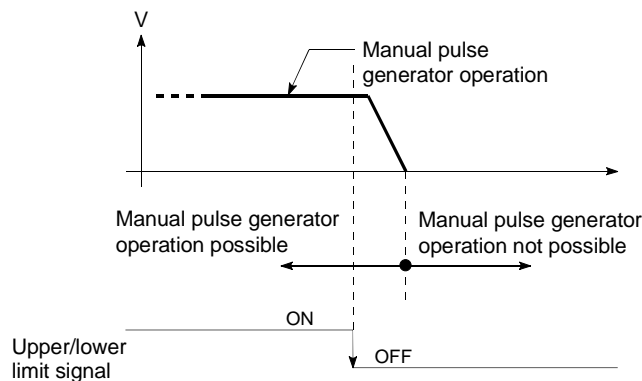 V
Manual pulse
generator operation
Manual pulse generator
operation possible
Manual pulse generator
operation not possible
ON
Upper/lower
limit signal
OFF